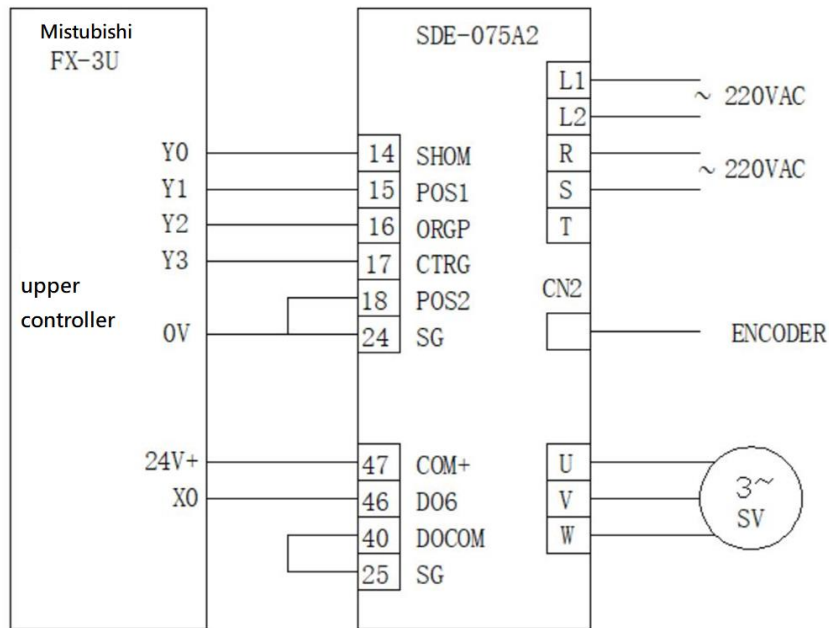 Mistubishi
FX-3U
SDE-075A2
L1
~ 220VAC
L2
Y0 14 SHOM R
~ 220VAC
Y1 15 POS1 S
Y2 16 ORGP T
Y3 17 CTRG
upper
controller
18 POS2 CN2
0V 24 SG ENCODER
24V+ 47 COM+ U
X0 46 DO6 V
3~
SV
40 DOCOM W
25 SG